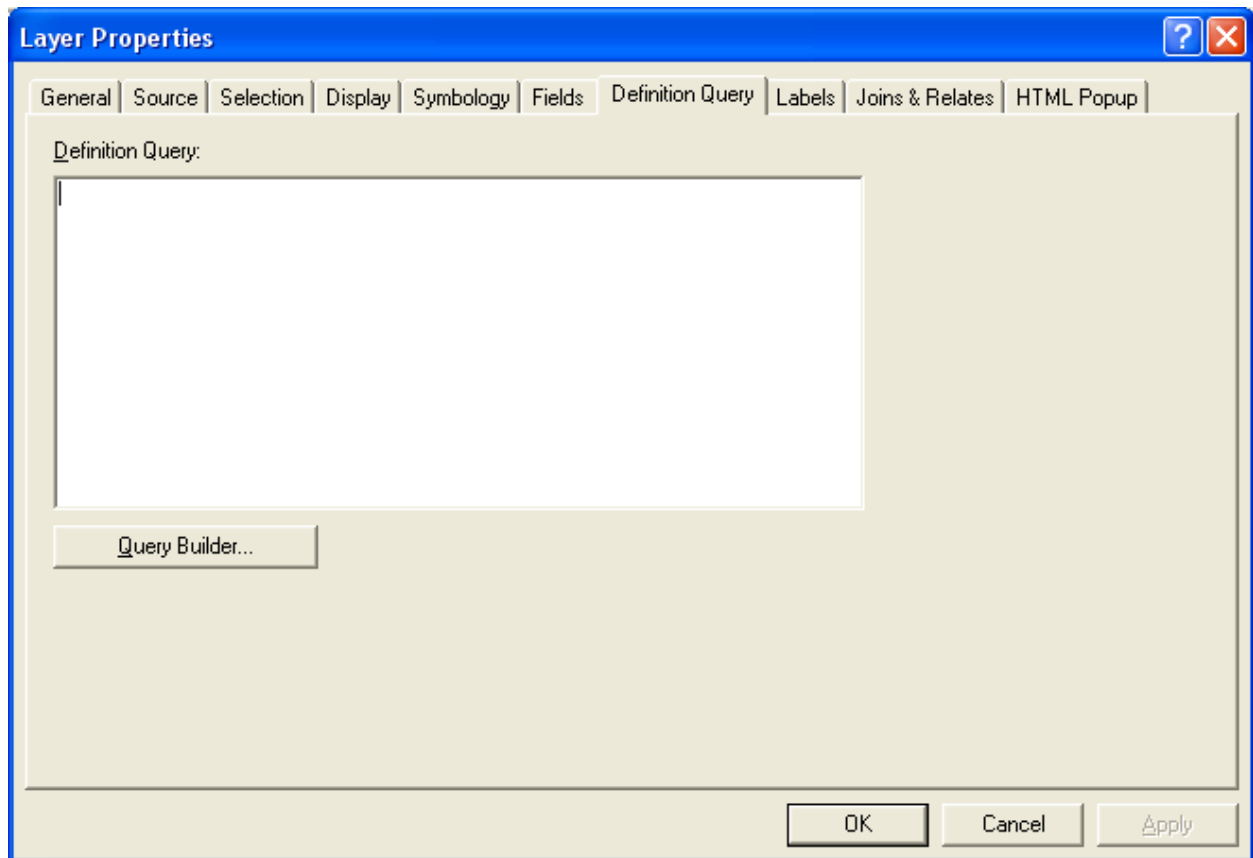 Layer Properties
General Source Selection Display Symbology Fields Definition Query Labels Joins & Relates HTML Popup
Definition Query:
Query Builder...
OK Cancel Apply